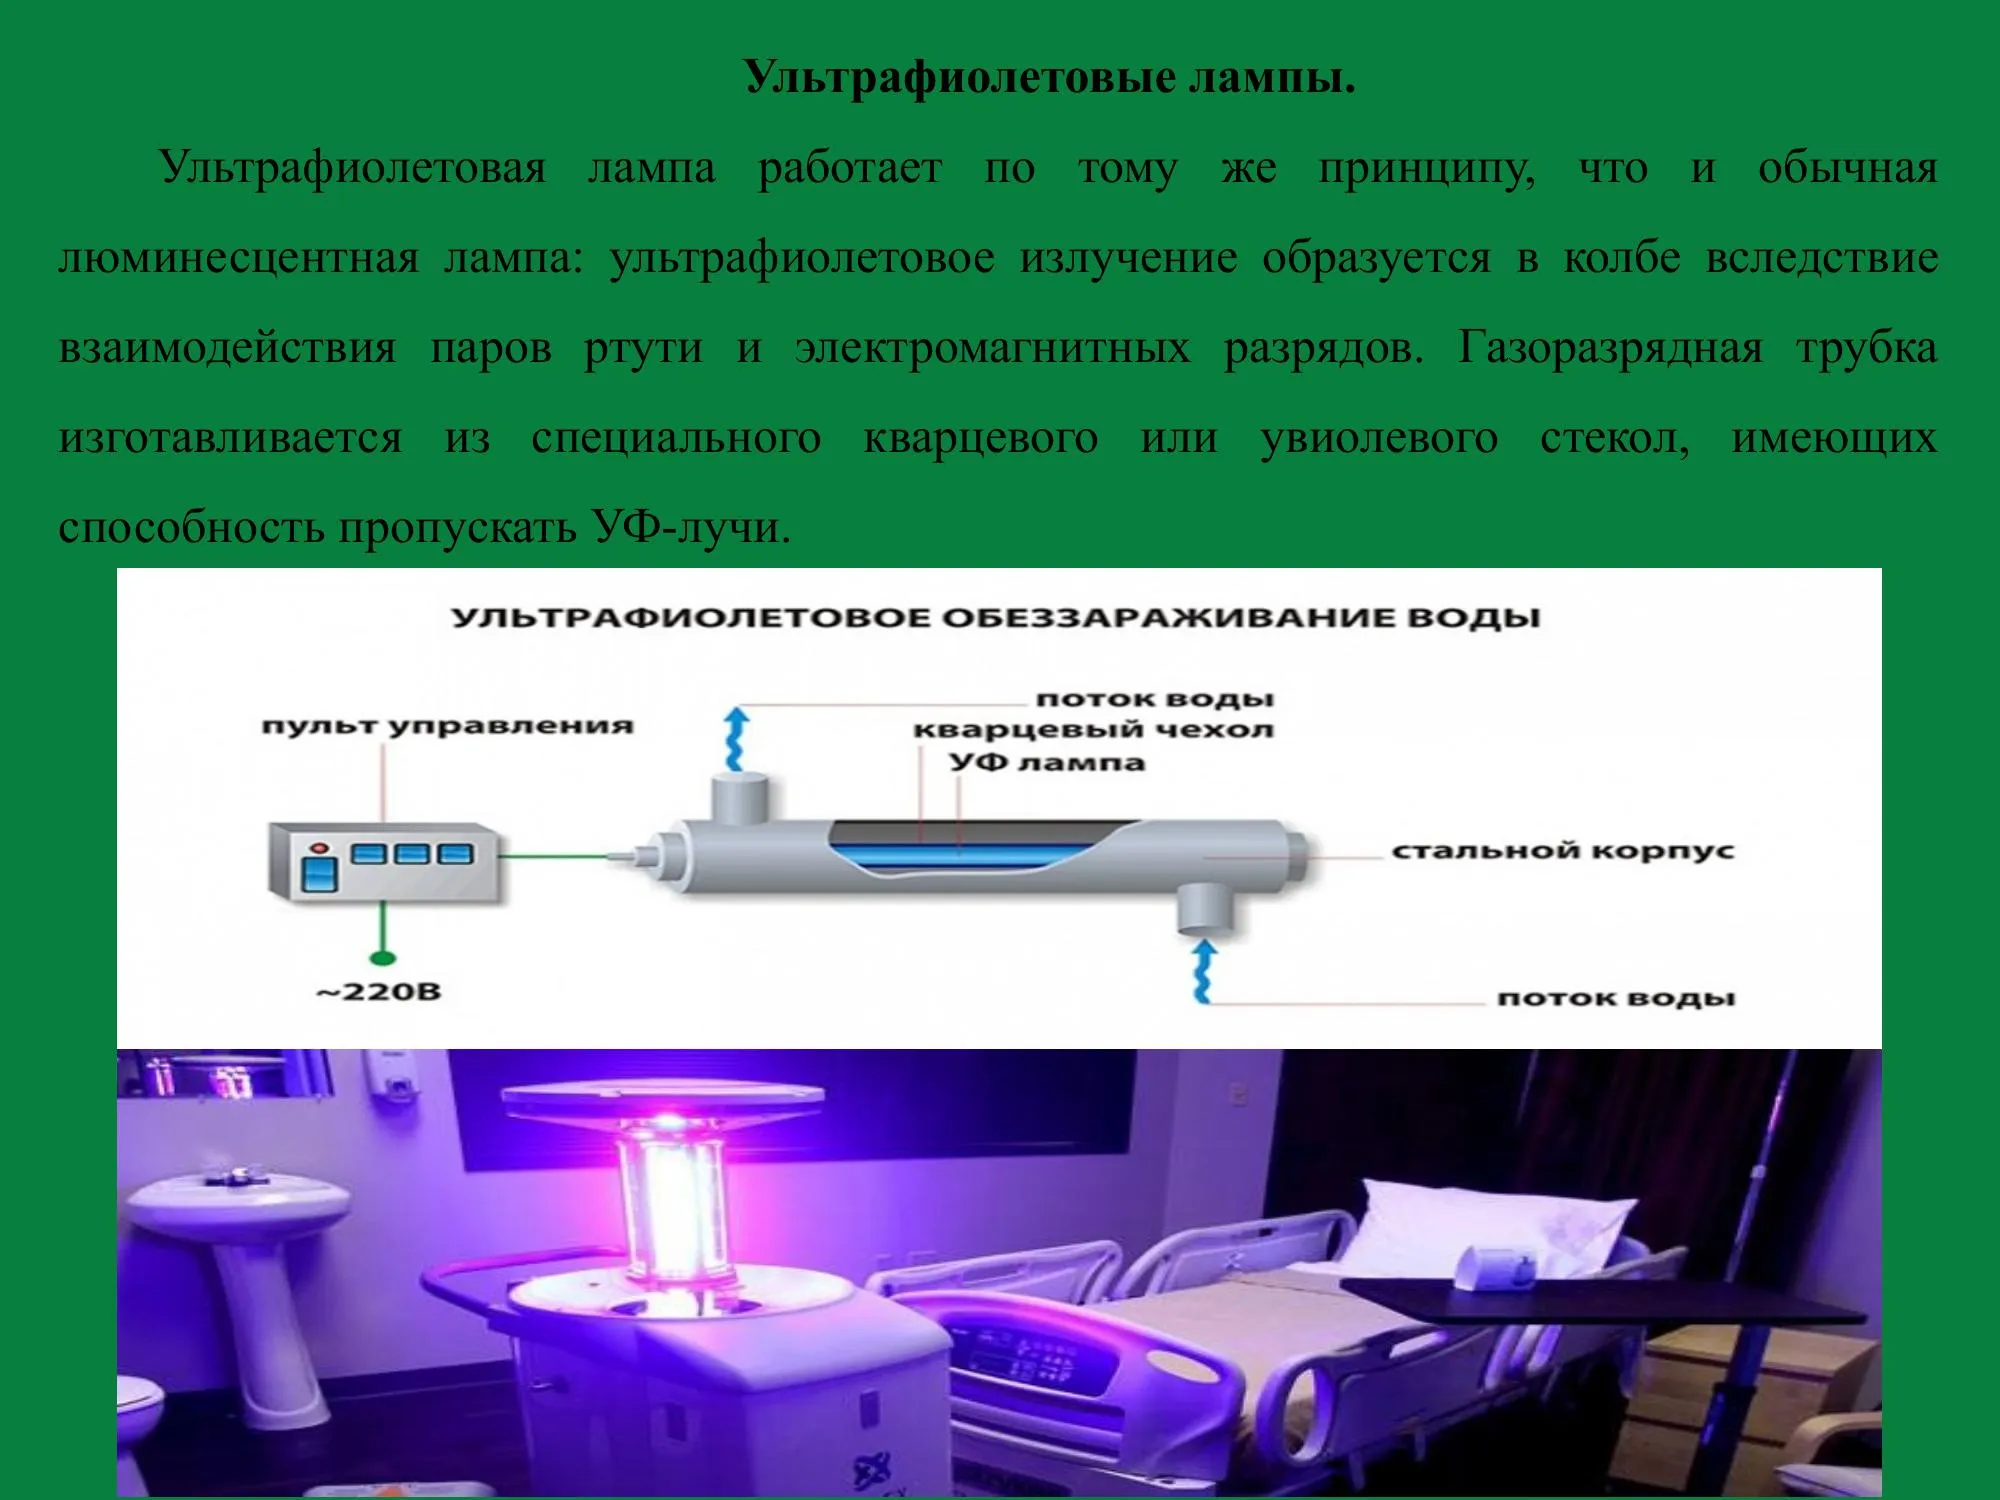 Ультрафиолетовые лампы.
Ультрафиолетовая лампа работает по тому же принципу, что и обычная
люминесцентная лампа: ультрафиолетовое излучение образуется в колбе вследствие
взаимодействия паров ртути и электромагнитных разрядов. Газоразрядная трубка
изготавливается из специального кварцевого или увиолевого стекол, имеющих
способность пропускать УФ-лучи.
УЛЬТРАФИОЛЕТОВОЕ ОБЕЗЗАРАЖИВАНИЕ ВОДЫ
поток воды
пульт управления
кварцевый чехол
УФ лампа
стальной корпус
~220В
поток воды